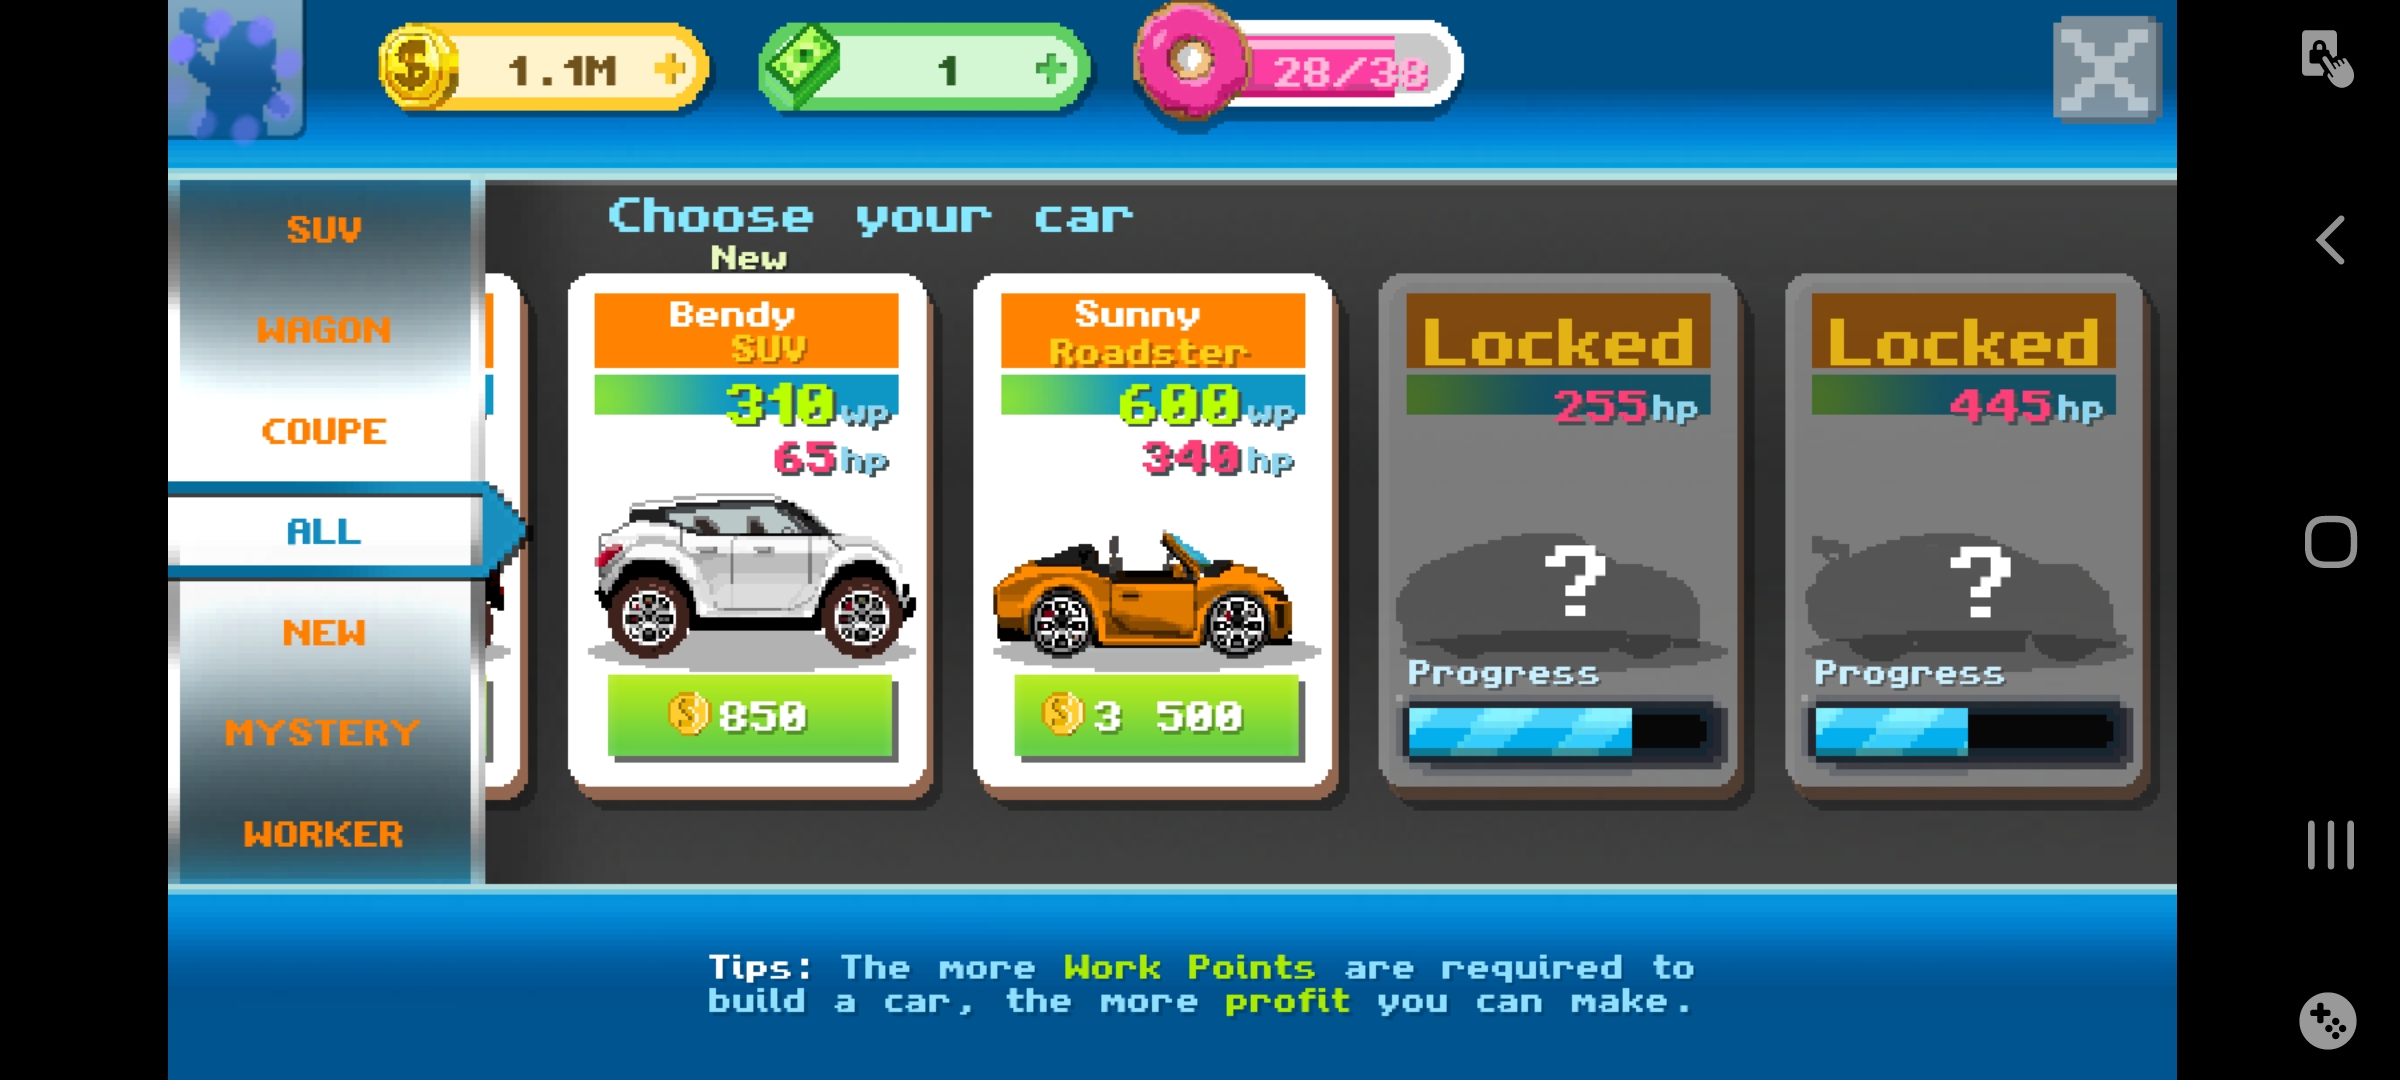 1.1M
1
28/30
SUV
WAGON
COUPE
ALL
NEW
MYSTERY
WORKER
Choose your car
New
Bendy
SUV
310wp
65hp
850
Sunny
Roadster
600wp
340hp
3 500
Locked
255hp
?
Progress
Locked
445hp
?
Progress
Tips: The more Work Points are required to
build a car, the more profit you can make.